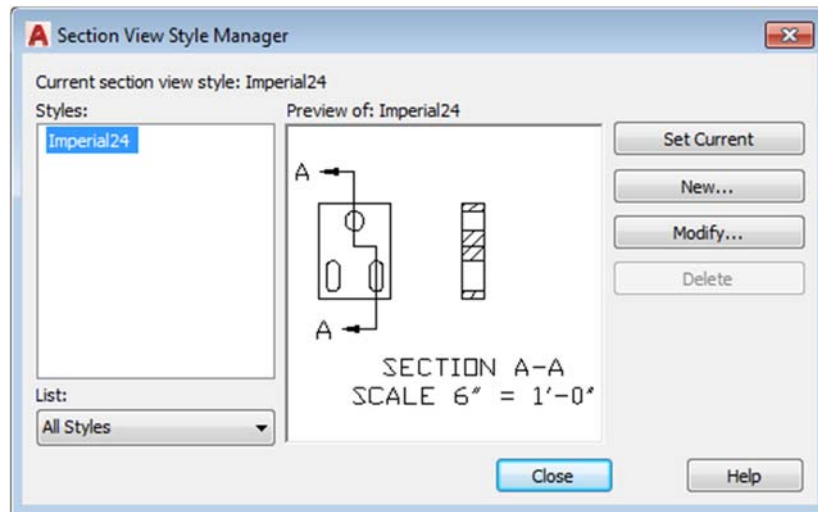 A Section View Style Manager
Current section view style: Imperial24
Styles:
Imperial24
List:
All Styles
Preview of: Imperial24
A
A
SECTION A-A
SCALE 6" = 1'-0"
Set Current
New...
Modify...
Delete
Close
Help